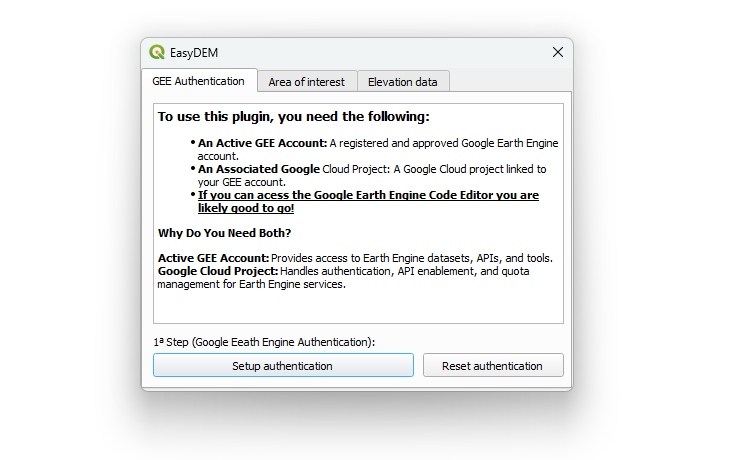 EasyDEM
GEE Authentication
Area of interest
Elevation data
To use this plugin, you need the following:
• An Active GEE Account: A registered and approved Google Earth Engine
account.
• An Associated Google Cloud Project: A Google Cloud project linked to
your GEE account.
• If you can acess the Google Earth Engine Code Editor you are
likely good to go!
Why Do You Need Both?
Active GEE Account: Provides access to Earth Engine datasets, APIs, and tools.
Google Cloud Project: Handles authentication, API enablement, and quota
management for Earth Engine services.
1ª Step (Google Eeath Engine Authentication):
Setup authentication
Reset authentication